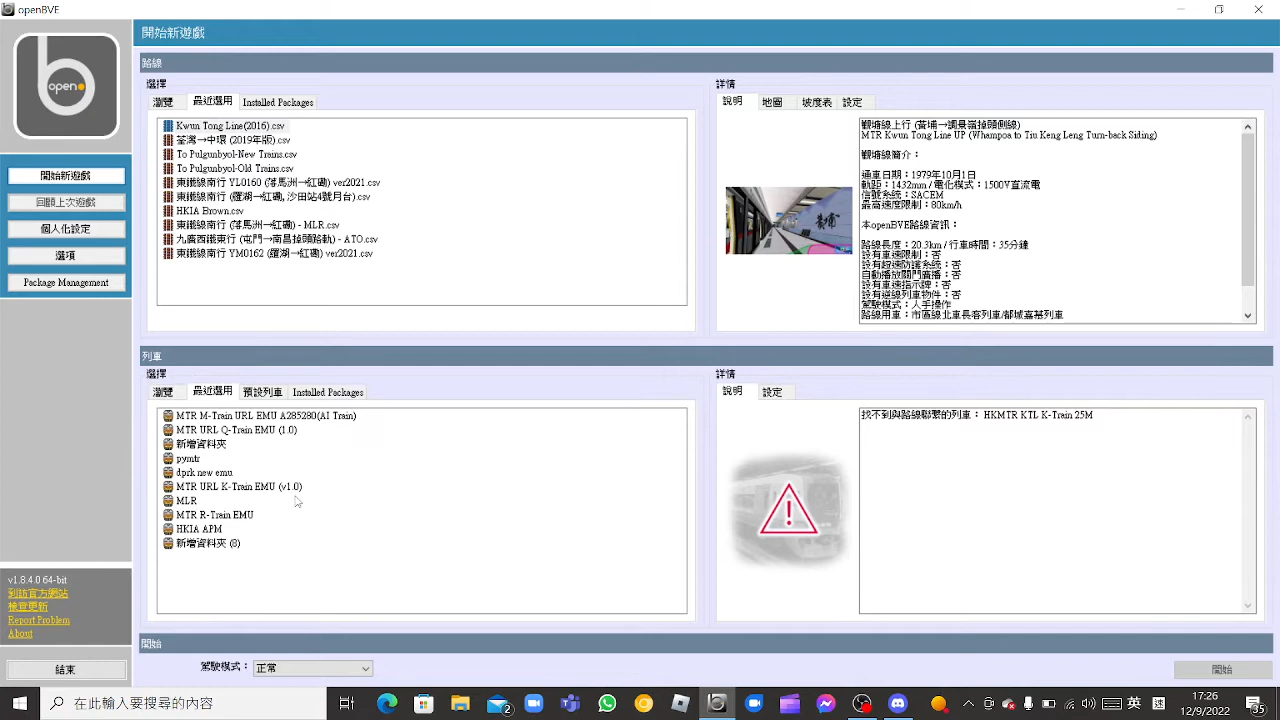 openBVE
開始新遊戲
open
路線
選擇
詳情
瀏覽
最近選用
Installed Packages
說明
地圖
坡度表
設定
Kwun Tong Line(2016).csv
荃灣→中環 (2019年版).csv
To Pulgunbyol-New Trains.csv
To Pulgunbyol-Old Trains.csv
東鐵線南行 YL0160 (落馬洲→紅磡) ver2021.csv
東鐵線南行 (羅湖→紅磡, 沙田站4號月台).csv
HKIA Brown.csv
東鐵線南行 (落馬洲→紅磡) - MLR.csv
九廣西鐵東行 (屯門→南昌掉頭路軌) - ATO.csv
東鐵線南行 YM0162 (羅湖→紅磡) ver2021.csv
觀塘線上行 (黃埔→調景嶺掉頭側線)
MTR Kwun Tong Line UP (Whampoa to Tiu Keng Leng Turn-back Siding)
觀塘線簡介：
通車日期：1979年10月1日
軌距：1432mm / 電化模式：1500V直流電
信號系統：SACEM
最高速度限制：80km/h
本openBVE路線資訊：
路線長度：20.3km / 行車時間：35分鐘
設有車速限制：否
自動播放關門廣播：否
設有車速指示牌：否
設有逆線列車物件：否
駕駛模式：人手操作
路線用車：市區線北車長客列車/都城嘉慕列車
開始新遊戲
回顧上次遊戲
個人化設定
選項
Package Management
列車
選擇
詳情
瀏覽
最近選用
預設列車
Installed Packages
說明
設定
MTR M-Train URL EMU A285280(AI Train)
MTR URL Q-Train EMU (1.0)
新增資料夾
pymtr
dprk new emu
MTR URL K-Train EMU (v1.0)
MLR
MTR R-Train EMU
HKIA APM
新增資料夾 (3)
找不到與路線聯繫的列車： HKMTR KTL K-Train 25M
v1.8.4.0 64-bit
到訪官方網站
檢查更新
Report Problem
About
開始
結束
駕駛模式：
正常
開始
在此輸入要搜尋的內容
2
英
17:26
12/9/2022